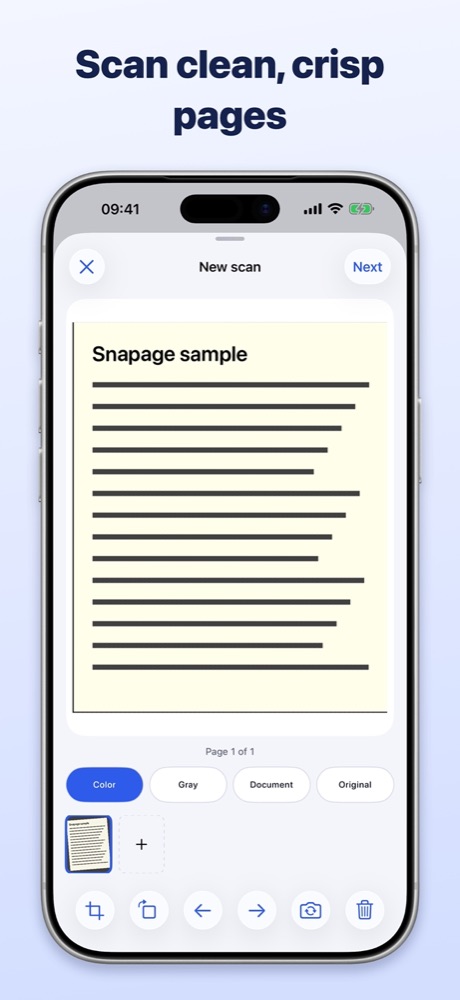 Scan clean, crisp
pages
09:41
New scan
Next
Snapage sample
Page 1 of 1
Color
Gray
Document
Original
+